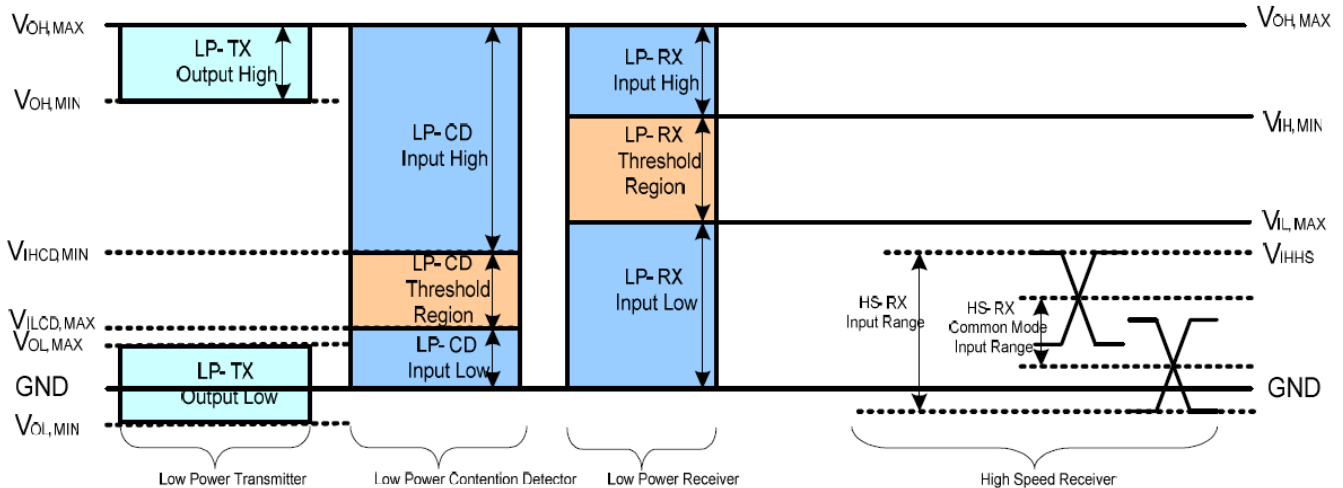 VOH,MAX
LP-TX
Output High
VOH,MIN
VIHCD,MIN
VILCD,MAX
VOL,MAX
GND
LP-TX
Output Low
VOL,MIN
LP-CD
Input High
LP-CD
Threshold
Region
LP-CD
Input Low
LP-RX
Input High
LP-RX
Threshold
Region
LP-RX
Input Low
HS-RX
Input Range
HS-RX
Common Mode
Input Range
VOH,MAX
VIH,MIN
VIL,MAX
VIHHS
GND
Low Power Transmitter
Low Power Contention Detector
Low Power Receiver
High Speed Receiver